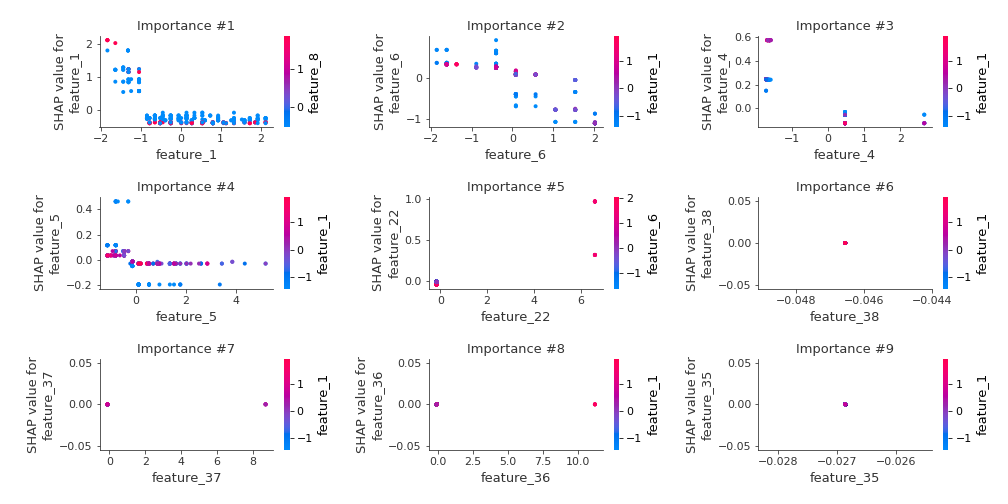 Importance #1
SHAP value for
feature_1
2
1
0
−2
−1
0
1
2
feature_1
1
0
feature_8
Importance #2
SHAP value for
feature_6
0
−1
−2
−1
0
1
2
feature_6
1
0
−1
feature_1
Importance #3
SHAP value for
feature_4
0.6
0.4
0.2
0.0
−1
0
1
2
feature_4
1
0
−1
feature_1
Importance #4
SHAP value for
feature_5
0.4
0.2
0.0
−0.2
0
2
4
feature_5
1
0
−1
feature_1
Importance #5
SHAP value for
feature_22
1.0
0.5
0.0
0
2
4
6
feature_22
2
1
0
−1
feature_6
Importance #6
SHAP value for
feature_38
0.05
0.00
−0.05
−0.048
−0.046
−0.044
feature_38
1
0
−1
feature_1
Importance #7
SHAP value for
feature_37
0.05
0.00
−0.05
0
2
4
6
8
feature_37
1
0
−1
feature_1
Importance #8
SHAP value for
feature_36
0.05
0.00
−0.05
0.0
2.5
5.0
7.5
10.0
feature_36
1
0
−1
feature_1
Importance #9
SHAP value for
feature_35
0.05
0.00
−0.05
−0.028
−0.027
−0.026
feature_35
1
0
−1
feature_1